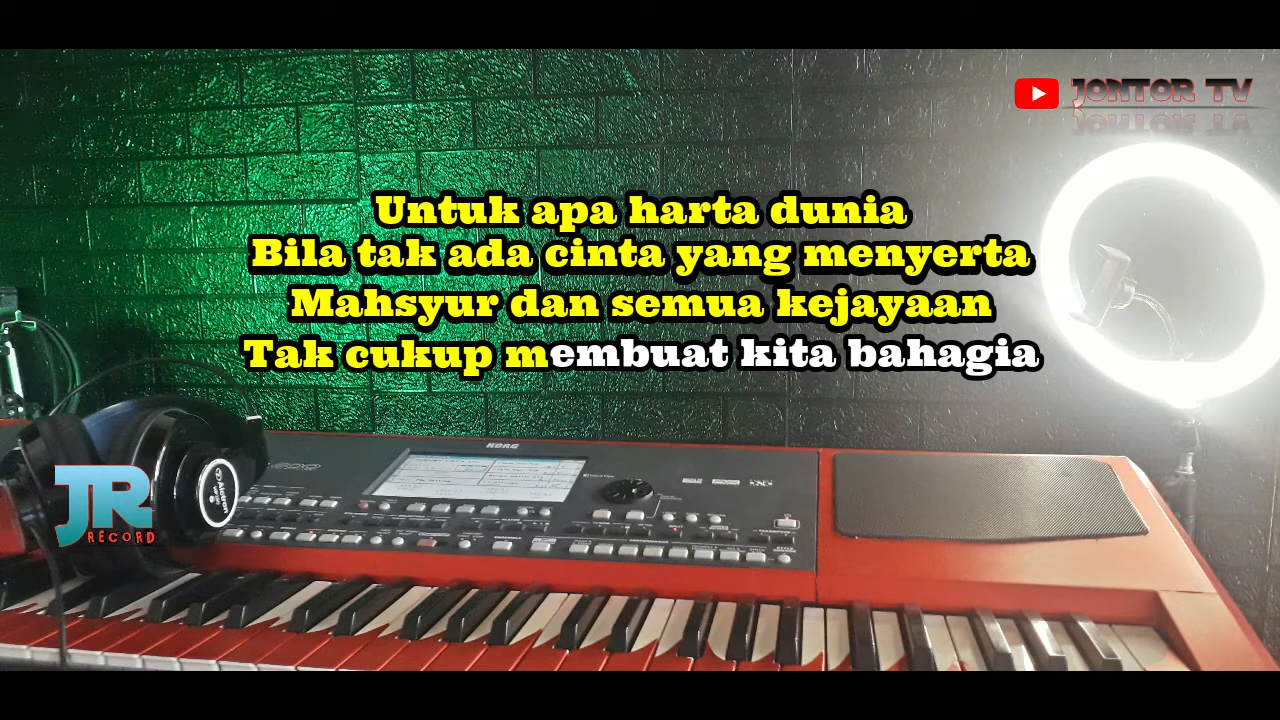 JONTOR TV
Untuk apa harta dunia
Bila tak ada cinta yang menyerta
Mahsyur dan semua kejayaan
Tak cukup membuat kita bahagia
KORG
JR
RECORD